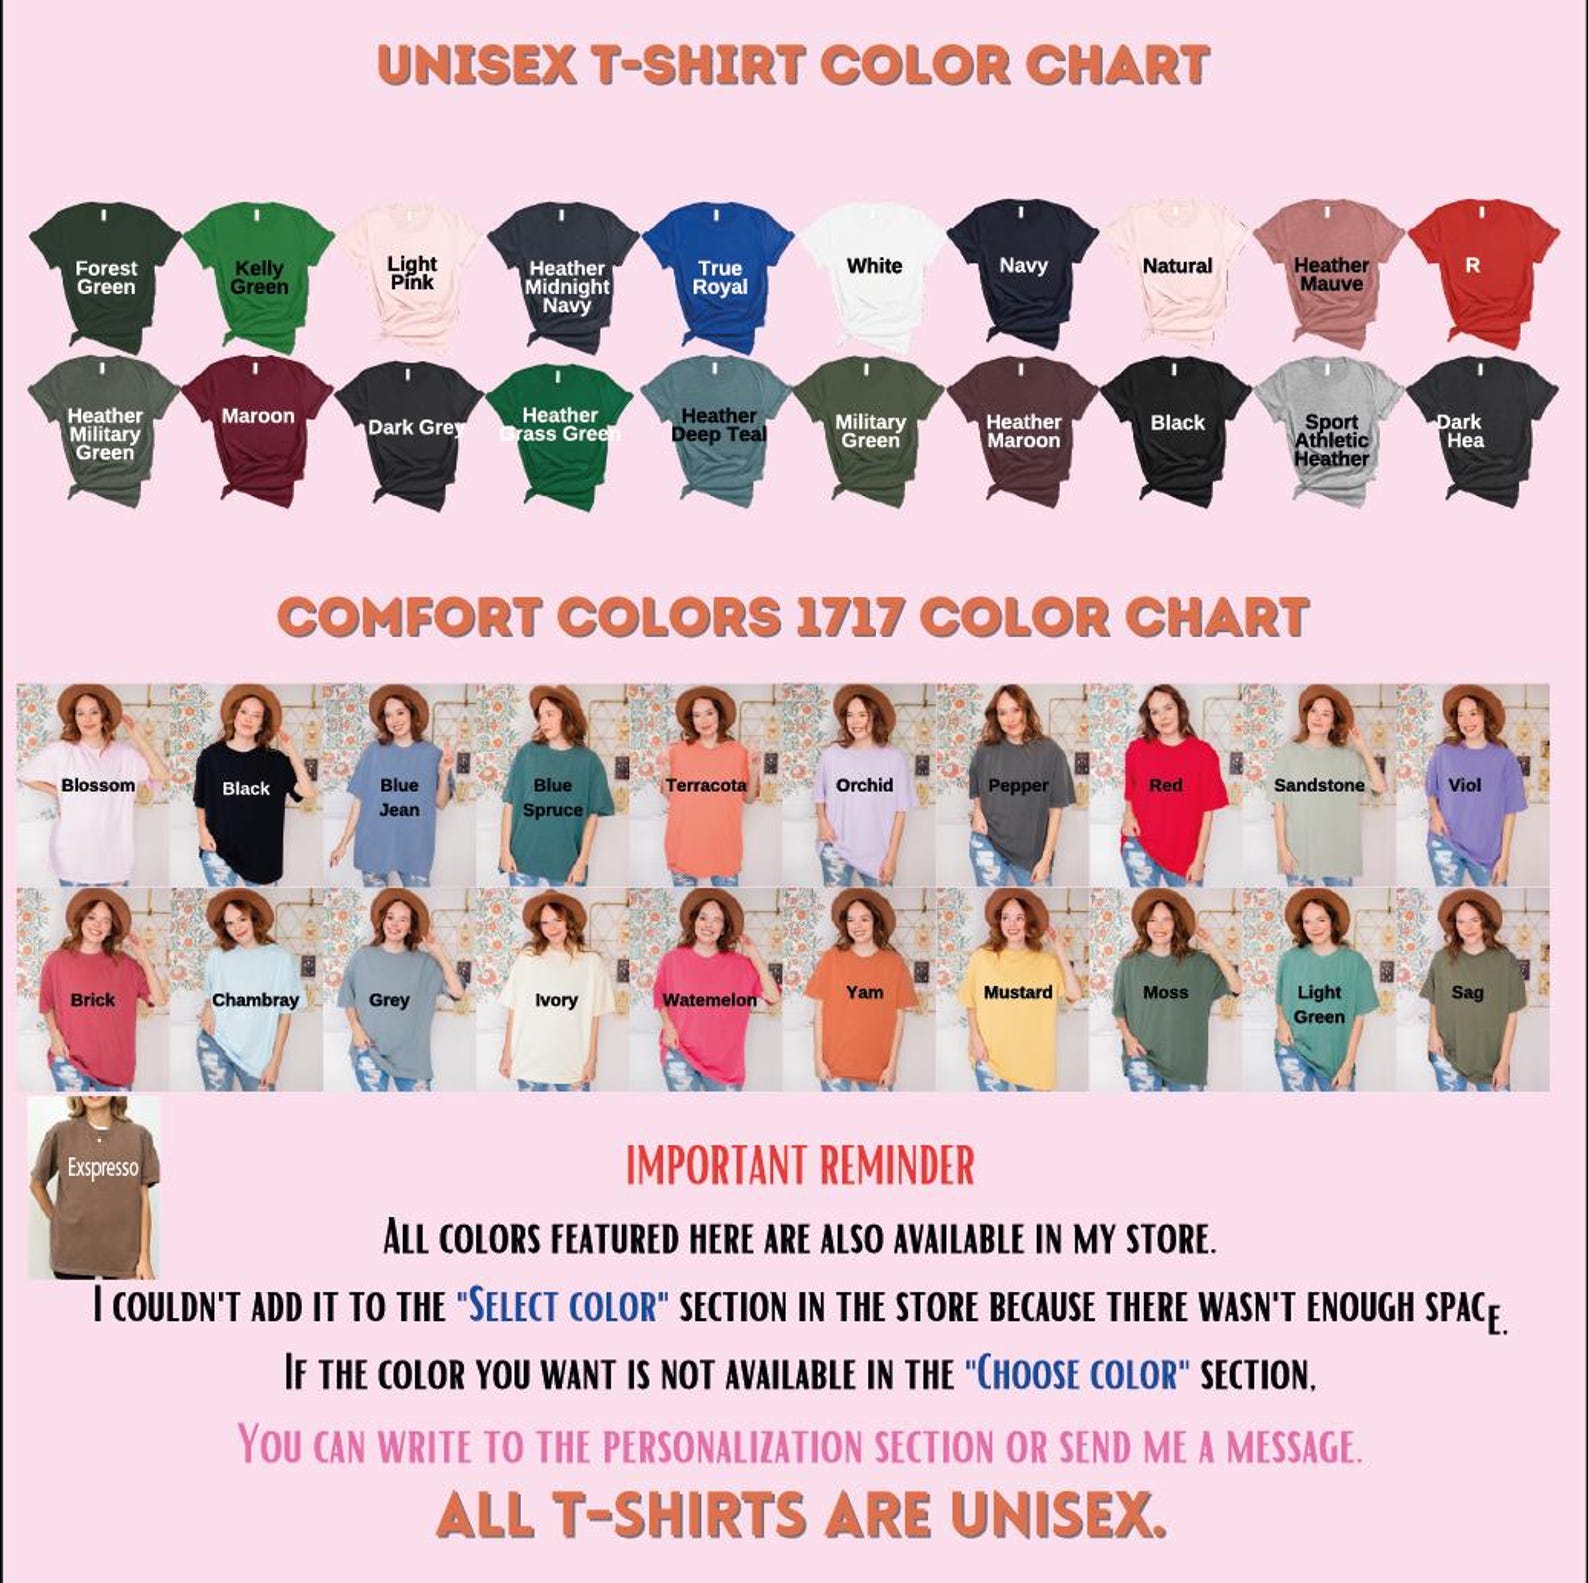 UNISEX T-SHIRT COLOR CHART
Forest
Green
Kelly
Green
Light
Pink
Heather
Midnight
Navy
True
Royal
White
Navy
Natural
Heather
Mauve
R
Heather
Military
Green
Maroon
Dark Grey
Heather
Grass Green
Heather
Deep Teal
Military
Green
Heather
Maroon
Black
Sport
Athletic
Heather
Dark
Hea
COMFORT COLORS 1717 COLOR CHART
Blossom
Black
Blue
Jean
Blue
Spruce
Terracota
Orchid
Pepper
Red
Sandstone
Viol
Brick
Chambray
Grey
Ivory
Watemelon
Yam
Mustard
Moss
Light
Green
Sag
Exspresso
IMPORTANT REMINDER
ALL COLORS FEATURED HERE ARE ALSO AVAILABLE IN MY STORE.
I COULDN'T ADD IT TO THE "SELECT COLOR" SECTION IN THE STORE BECAUSE THERE WASN'T ENOUGH SPACE.
IF THE COLOR YOU WANT IS NOT AVAILABLE IN THE "CHOOSE COLOR" SECTION,
YOU CAN WRITE TO THE PERSONALIZATION SECTION OR SEND ME A MESSAGE.
ALL T-SHIRTS ARE UNISEX.